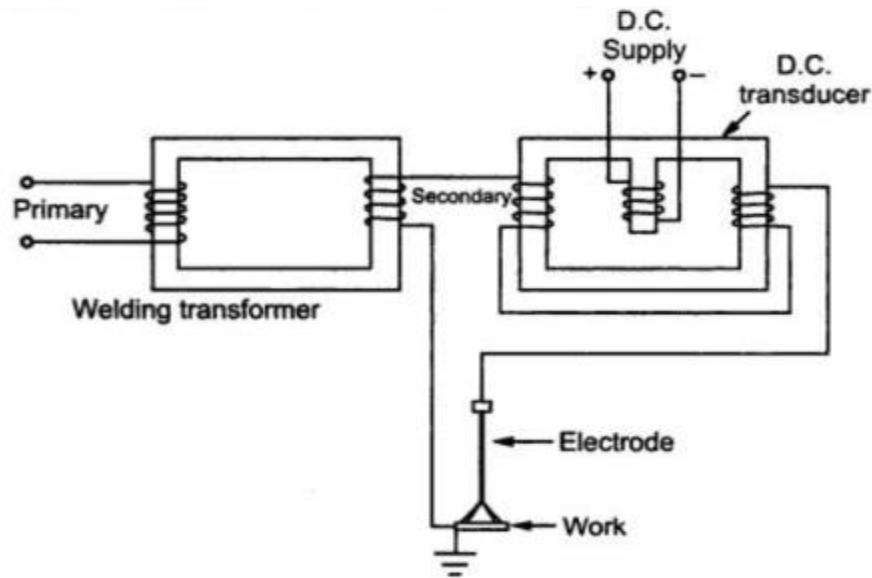 D.C.
Supply
+
−
D.C.
transducer
Primary
Secondary
Welding transformer
Electrode
Work